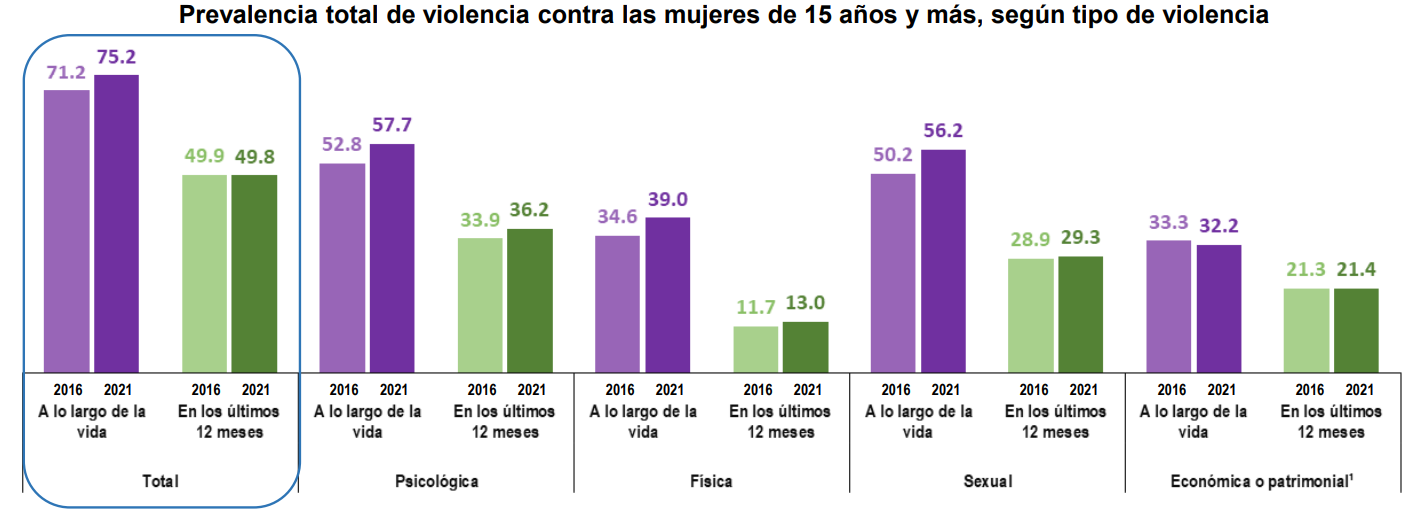 Prevalencia total de violencia contra las mujeres de 15 años y más, según tipo de violencia
71.2 75.2
49.9 49.8
52.8 57.7
33.9 36.2
34.6 39.0
11.7 13.0
50.2 56.2
28.9 29.3
33.3 32.2
21.3 21.4
2016 2021 2016 2021 2016 2021 2016 2021 2016 2021 2016 2021 2016 2021 2016 2021 2016 2021 2016 2021
A lo largo de la En los últimos A lo largo de la En los últimos A lo largo de la En los últimos A lo largo de la En los últimos A lo largo de la En los últimos
vida 12 meses vida 12 meses vida 12 meses vida 12 meses vida 12 meses
Total Psicológica Física Sexual Económica o patrimonial¹